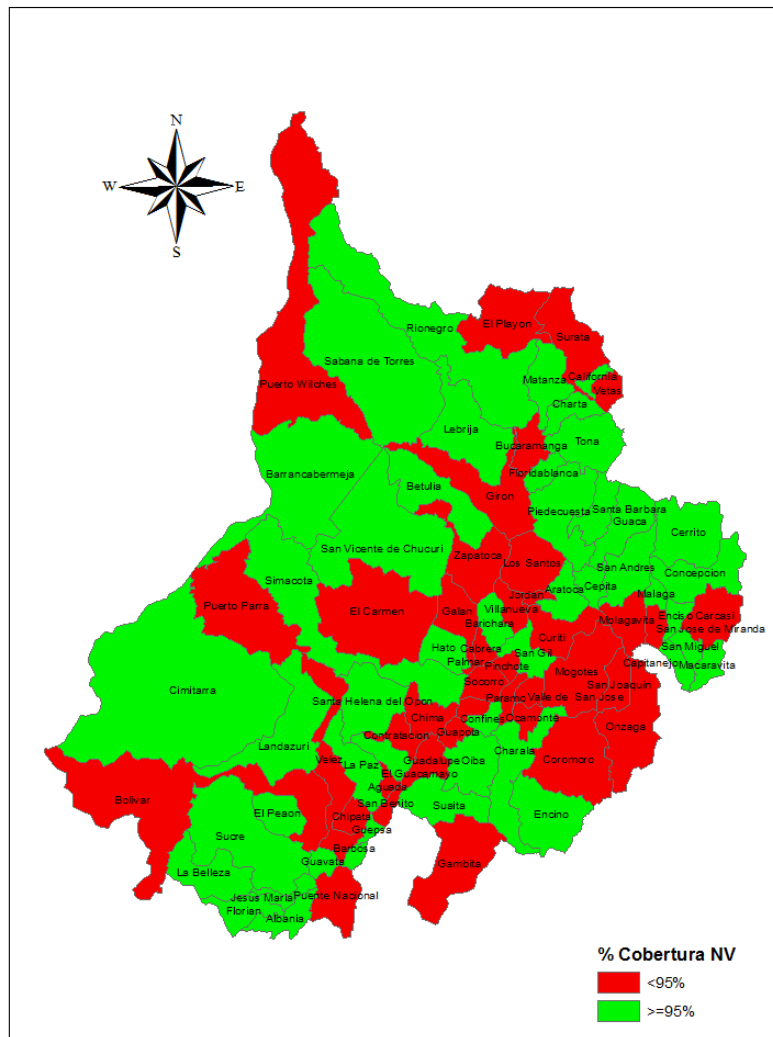 N
W E
S
Rionegro
El Playon
Surata
Sabana de Torres
Puerto Wilches
Matanza
California
Vetas
Charta
Lebrija
Bucaramanga
Tona
Barrancabermeja
Betulia
Floridablanca
Giron
Piedecuesta
Santa Barbara
Guaca
Cerrito
San Vicente de Chucuri
Zapatoca
Los Santos
San Andres
Concepcion
Simacota
Aratoca
Cepita
Malaga
Puerto Parra
El Carmen
Galan
Jordan
Villanueva
Barichara
Molagavita
Enciso
Carcasi
San Jose de Miranda
Curiti
Hato
Cabrera
San Gil
San Miguel
Palmar
Pinchote
Mogotes
Capitanejo
Macaravita
Cimitarra
Santa Helena del Opon
Socorro
Paramo
Valle de San Jose
San Joaquin
Chima
Confines
Ocamonte
Onzaga
Contratacion
Guapota
Landazuri
Velez
La Paz
Guadalupe
Oiba
Charala
Coromoro
El Guacamayo
Aguada
Bolivar
El Peaon
San Benito
Suaita
Encino
Chipata
Guepsa
Sucre
Barbosa
Guavata
Gambita
La Belleza
Jesus Maria
Puente Nacional
Florian
Albania
% Cobertura NV
<95%
>=95%